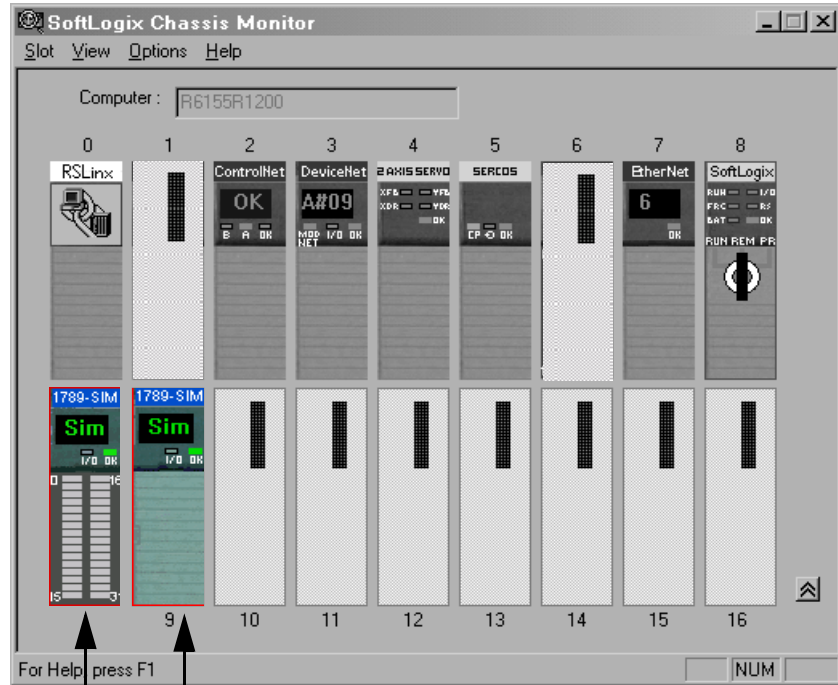 SoftLogix Chassis Monitor
Slot View Options Help
Computer : R6155R1200
0 1 2 3 4 5 6 7 8
RSLinx ControlNet DeviceNet 2 AXIS SERVO SERCOS EtherNet SoftLogix
OK A#09 6
XFB YFB
XDR YDR
OK
B A OK
MOD I/O OK
NET
CP OK
OK
RUN I/O
FRC RS
BAT OK
RUN REM PR
1789-SIM 1789-SIM
Sim Sim
I/O OK I/O OK
0 16
15 31
9 10 11 12 13 14 15 16
For Help, press F1 NUM